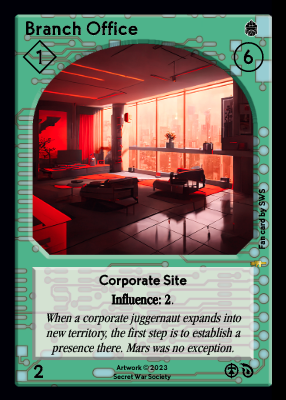 Branch Office
1
6
Fan card by SWS
Corporate Site
Influence: 2.
When a corporate juggernaut expands into
new territory, the first step is to establish a
presence there. Mars was no exception.
2
Artwork © 2023
Secret War Society